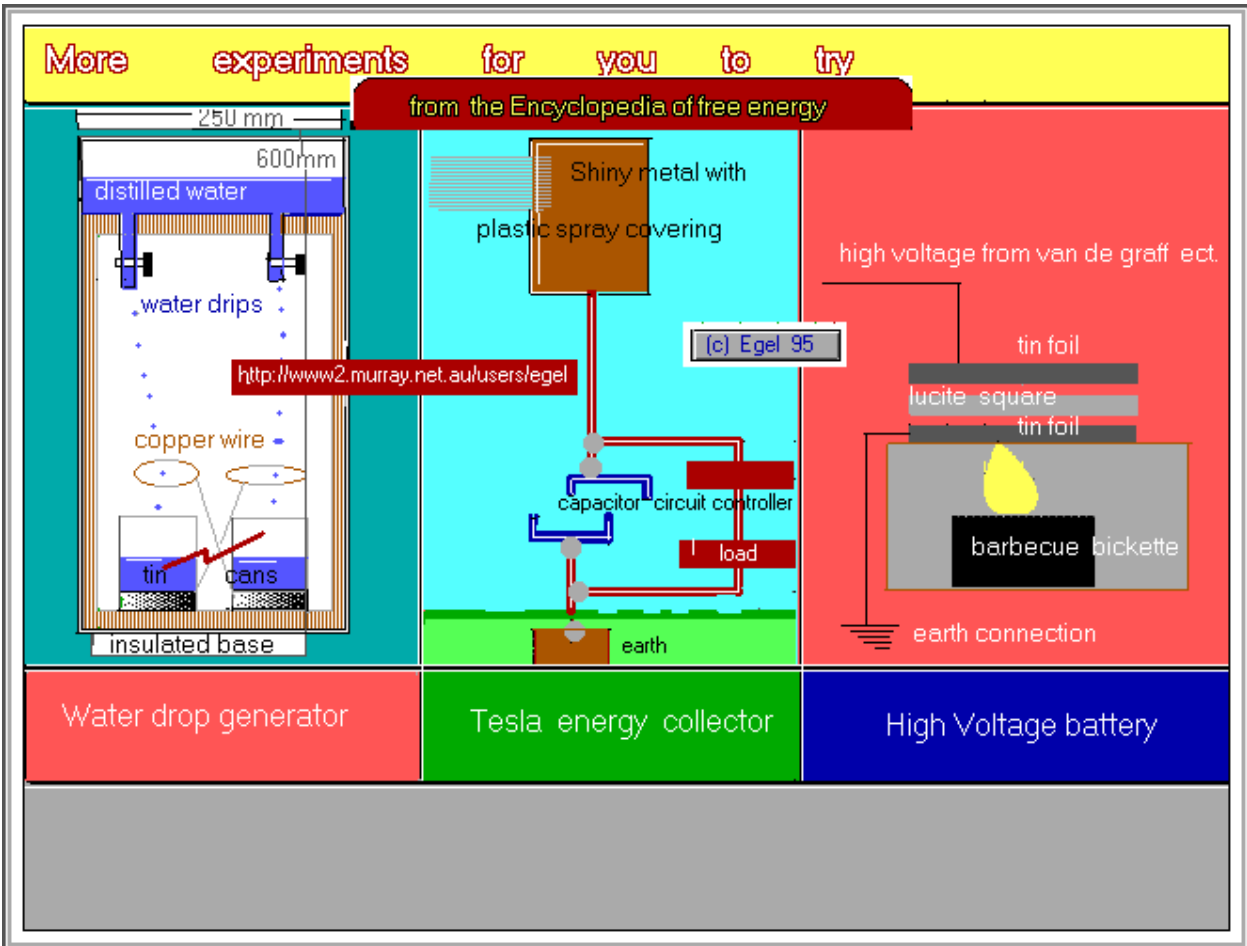 More experiments for you to try
from the Encyclopedia of free energy
250 mm
600mm
distilled water
water drips
copper wire
tin cans
insulated base
http://www2.murray.net.au/users/egel
Shiny metal with
plastic spray covering
(c) Egel 95
capacitor circuit controller
load
earth
high voltage from van de graff ect.
tin foil
lucite square
tin foil
barbecue bickette
earth connection
Water drop generator
Tesla energy collector
High Voltage battery